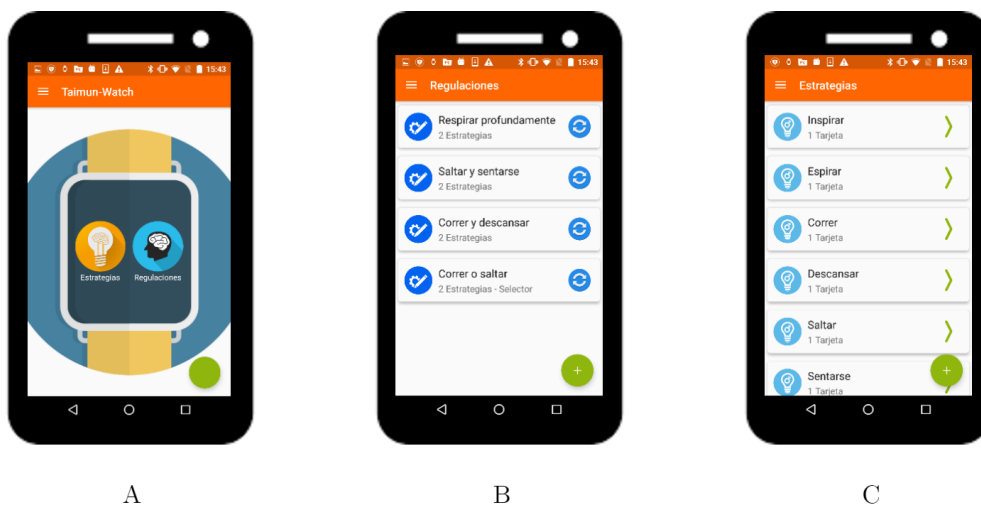 15:43
Taimun-Watch
Estrategias
Regulaciones
15:43
Regulaciones
Respirar profundamente
2 Estrategias
Saltar y sentarse
2 Estrategias
Correr y descansar
2 Estrategias
Correr o saltar
2 Estrategias - Selector
+
15:43
Estrategias
Inspirar
1 Tarjeta
Espirar
1 Tarjeta
Correr
1 Tarjeta
Descansar
1 Tarjeta
Saltar
1 Tarjeta
Sentarse
1 Tarjeta
+
A
B
C